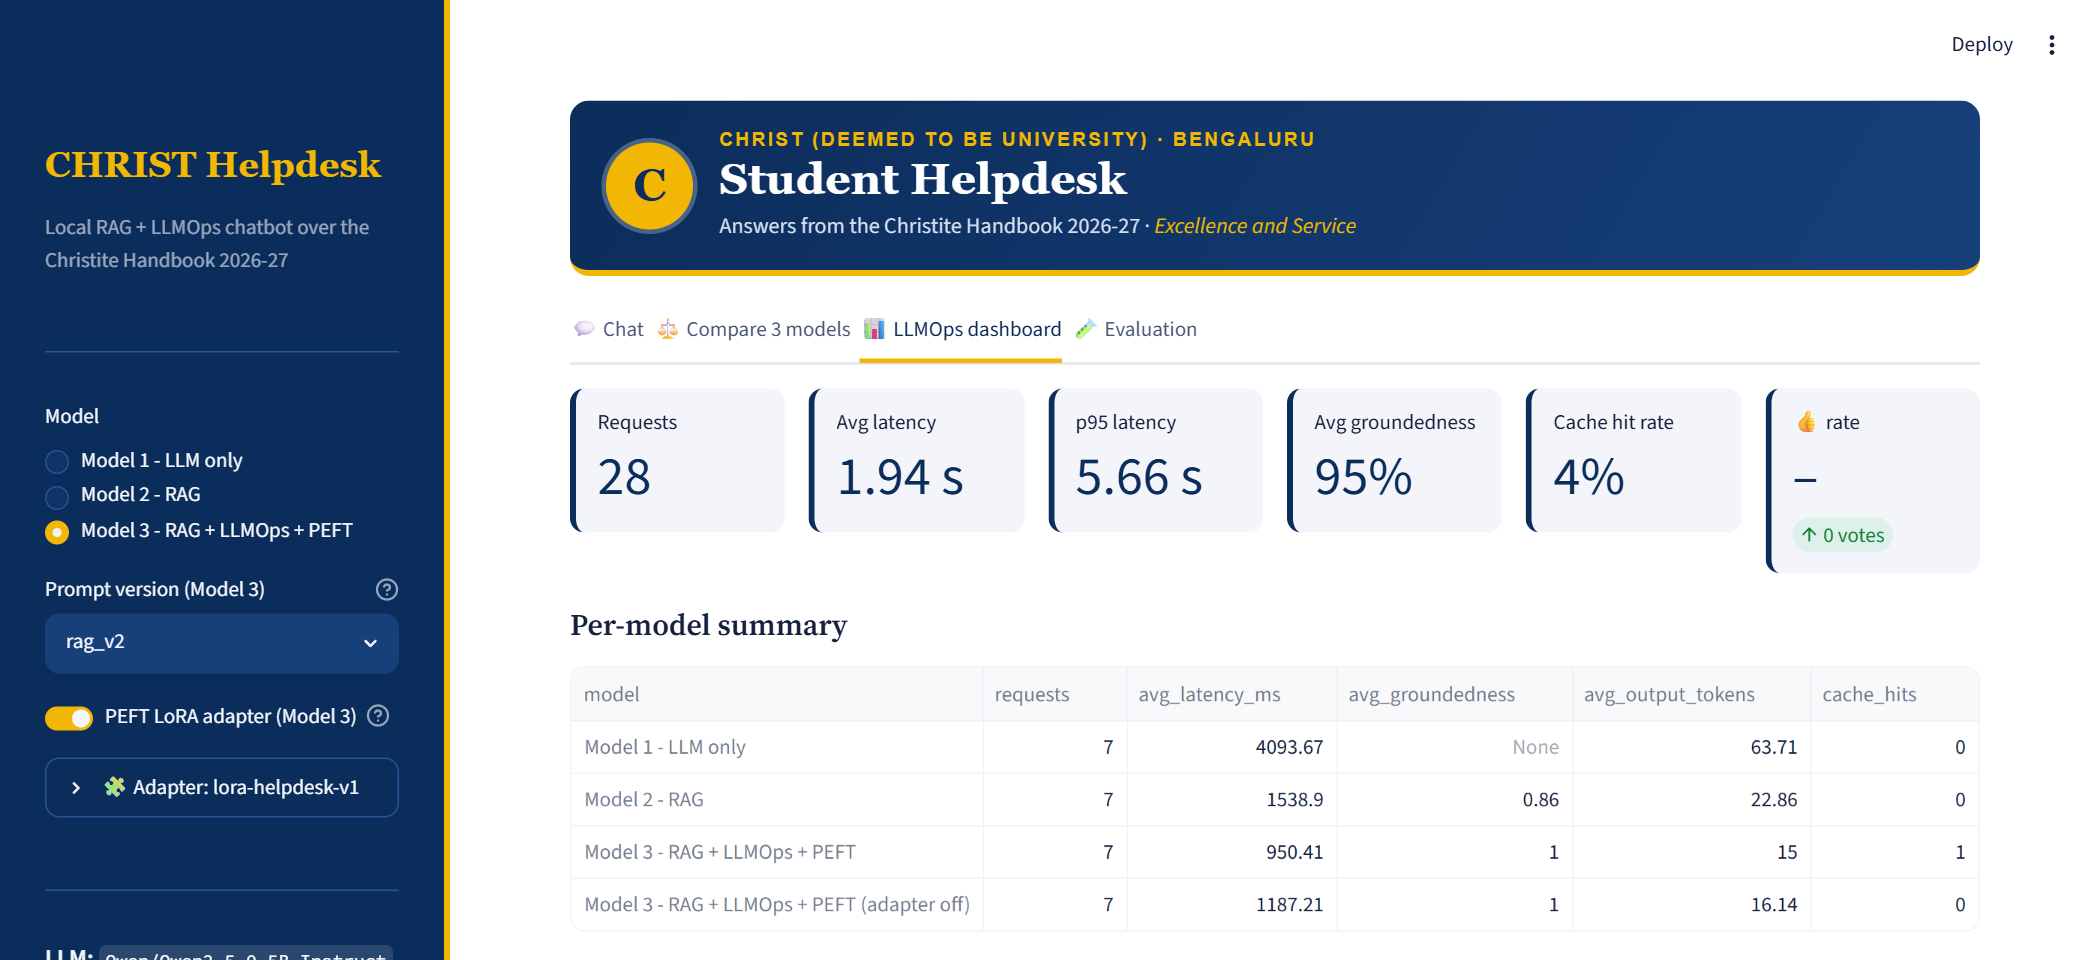 CHRIST Helpdesk
Local RAG + LLMOps chatbot over the
Christite Handbook 2026-27
Model
Model 1 - LLM only
Model 2 - RAG
Model 3 - RAG + LLMOps + PEFT
Prompt version (Model 3)
rag_v2
PEFT LoRA adapter (Model 3)
Adapter: lora-helpdesk-v1
LLM: Qwen/Qwen2.5-0.5B-Instruct
Deploy
C
CHRIST (DEEMED TO BE UNIVERSITY) · BENGALURU
Student Helpdesk
Answers from the Christite Handbook 2026-27 · Excellence and Service
Chat Compare 3 models LLMOps dashboard Evaluation
Requests
28
Avg latency
1.94 s
p95 latency
5.66 s
Avg groundedness
95%
Cache hit rate
4%
👍 rate
–
↑ 0 votes
Per-model summary
model requests avg_latency_ms avg_groundedness avg_output_tokens cache_hits
Model 1 - LLM only 7 4093.67 None 63.71 0
Model 2 - RAG 7 1538.9 0.86 22.86 0
Model 3 - RAG + LLMOps + PEFT 7 950.41 1 15 1
Model 3 - RAG + LLMOps + PEFT (adapter off) 7 1187.21 1 16.14 0